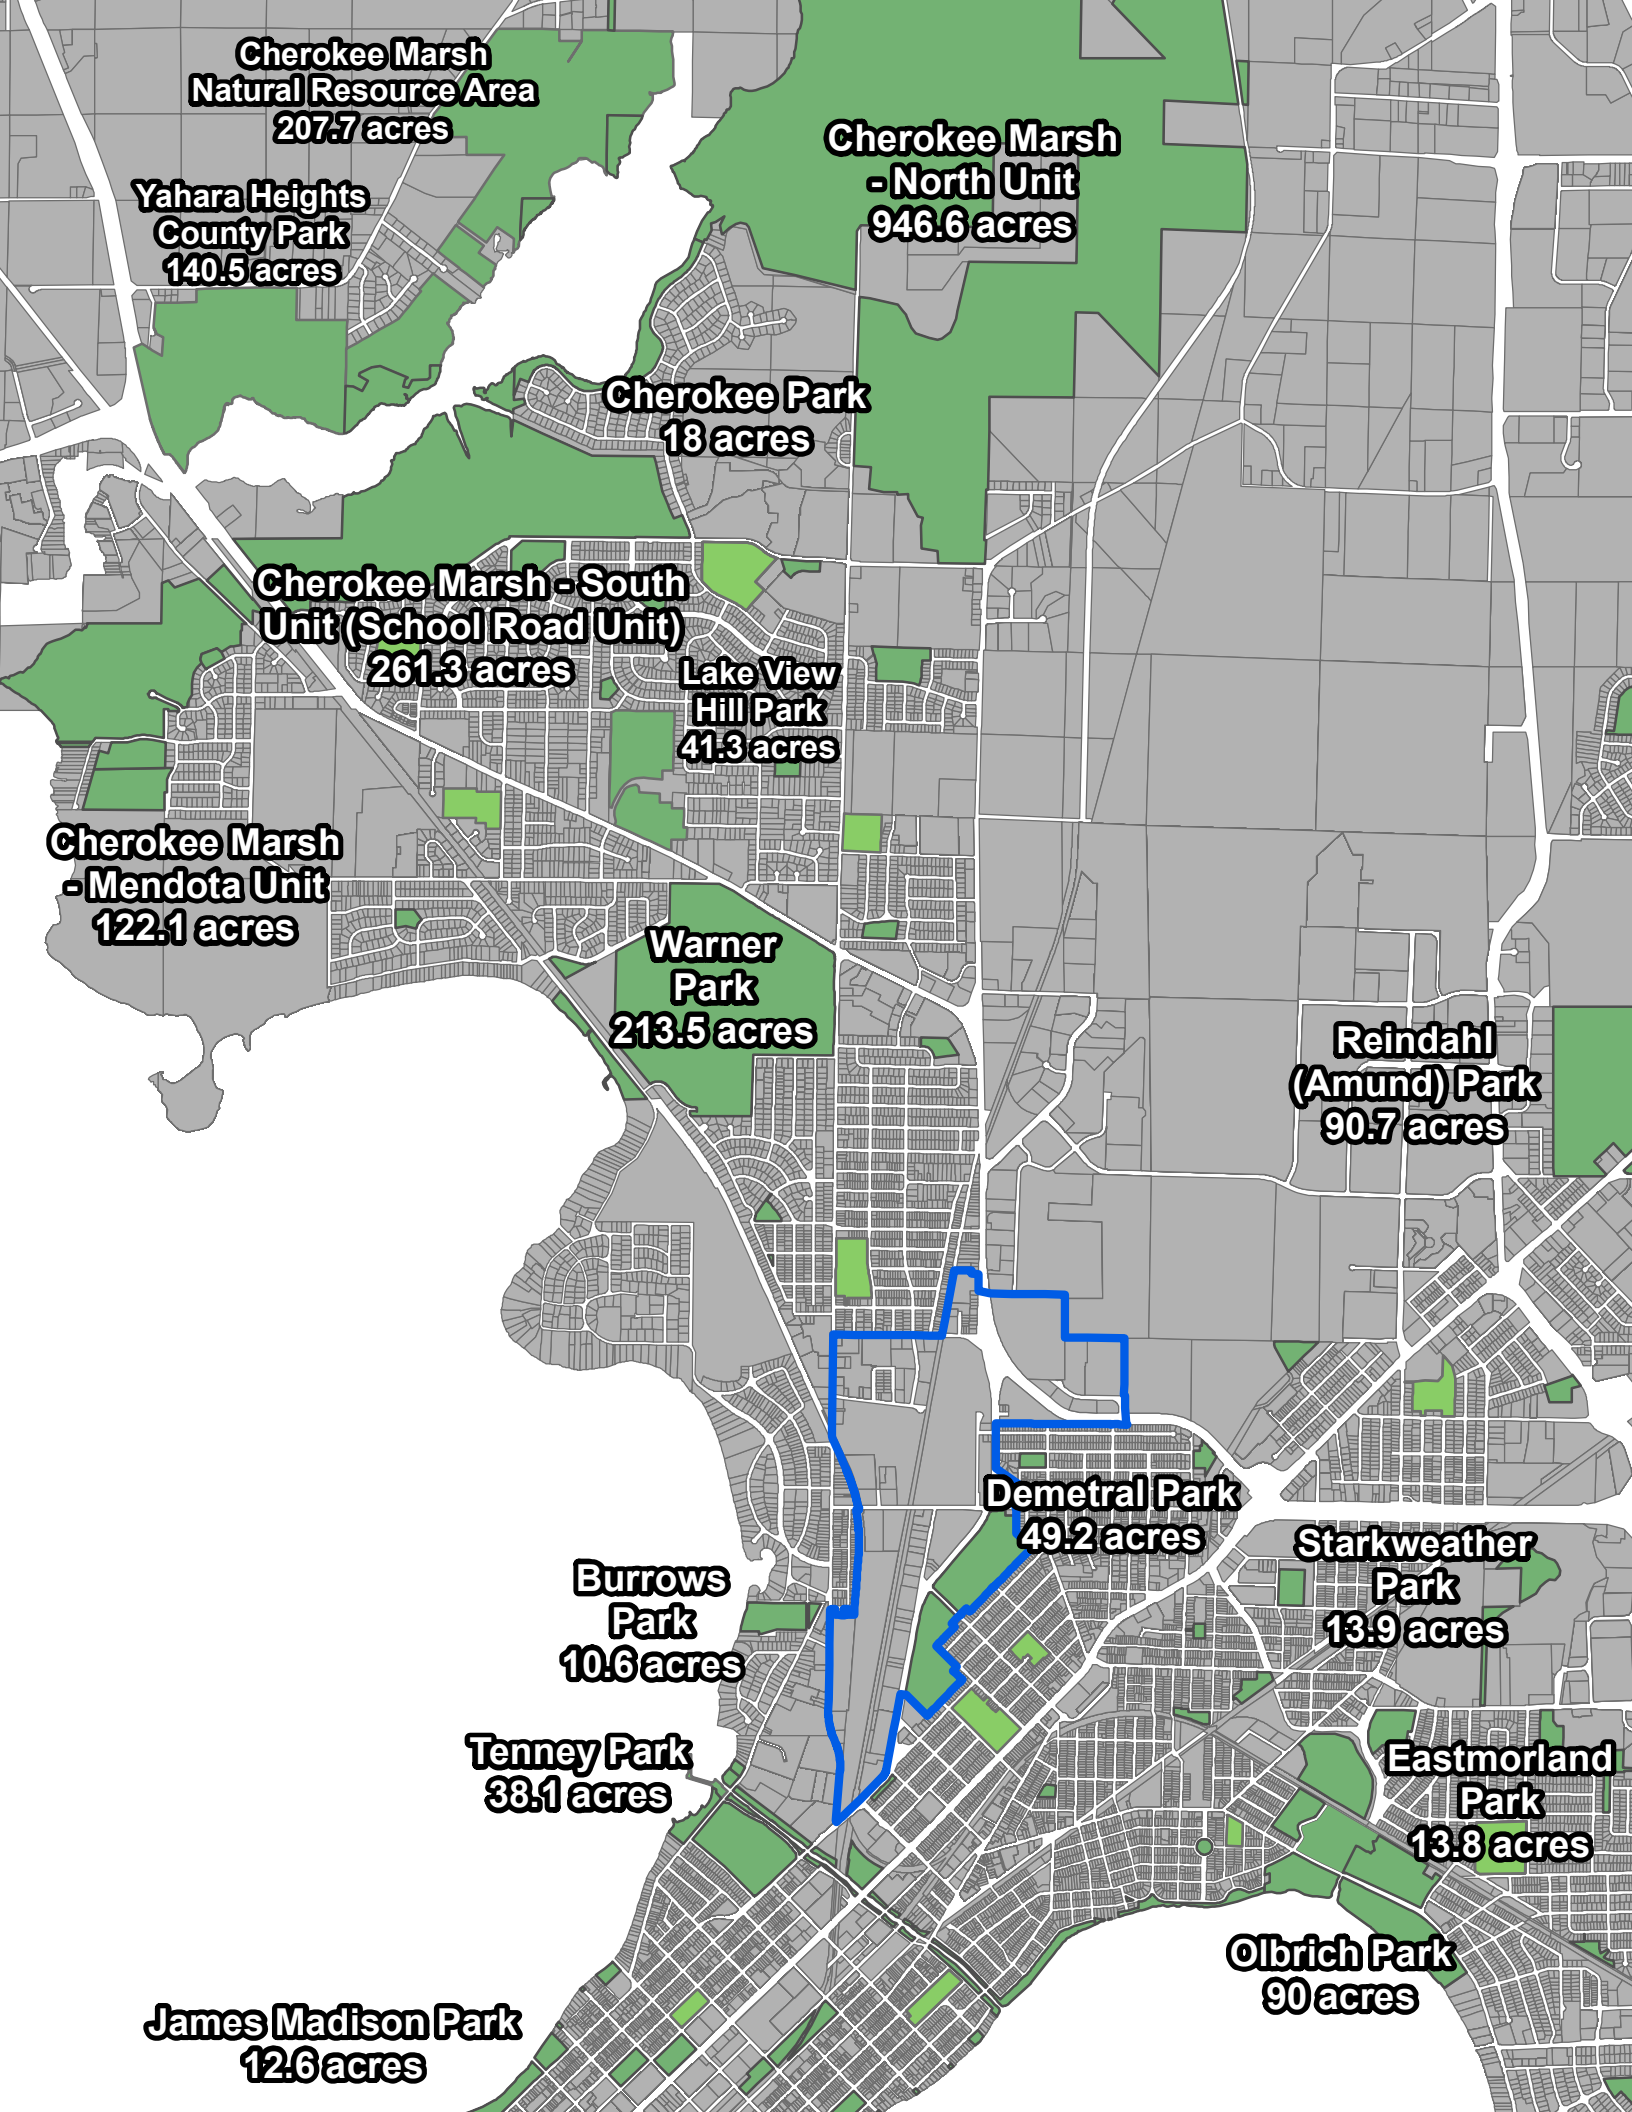 Cherokee Marsh
Natural Resource Area
207.7 acres
Cherokee Marsh
- North Unit
946.6 acres
Yahara Heights
County Park
140.5 acres
Cherokee Park
18 acres
Cherokee Marsh - South
Unit (School Road Unit)
261.3 acres
Lake View
Hill Park
41.3 acres
Cherokee Marsh
- Mendota Unit
122.1 acres
Warner
Park
213.5 acres
Reindahl
(Amund) Park
90.7 acres
Demetral Park
49.2 acres
Starkweather
Park
13.9 acres
Burrows
Park
10.6 acres
Tenney Park
38.1 acres
Eastmorland
Park
13.8 acres
Olbrich Park
90 acres
James Madison Park
12.6 acres